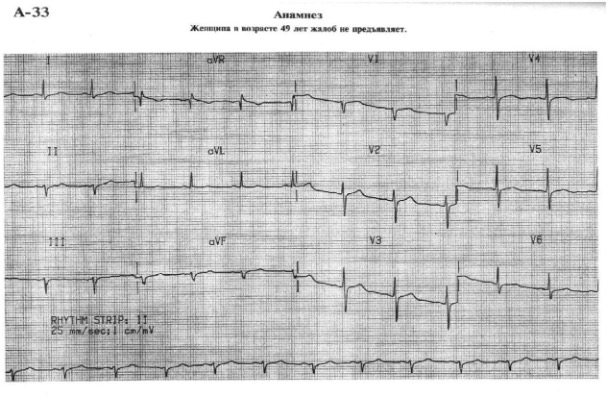 А-33
Анамнез
Женщина в возрасте 49 лет жалоб не предъявляет.
I aVR V1 V4
II aVL V2 V5
III aVF V3 V6
RHYTHM STRIP: II
25 mm/sec;1 cm/mV